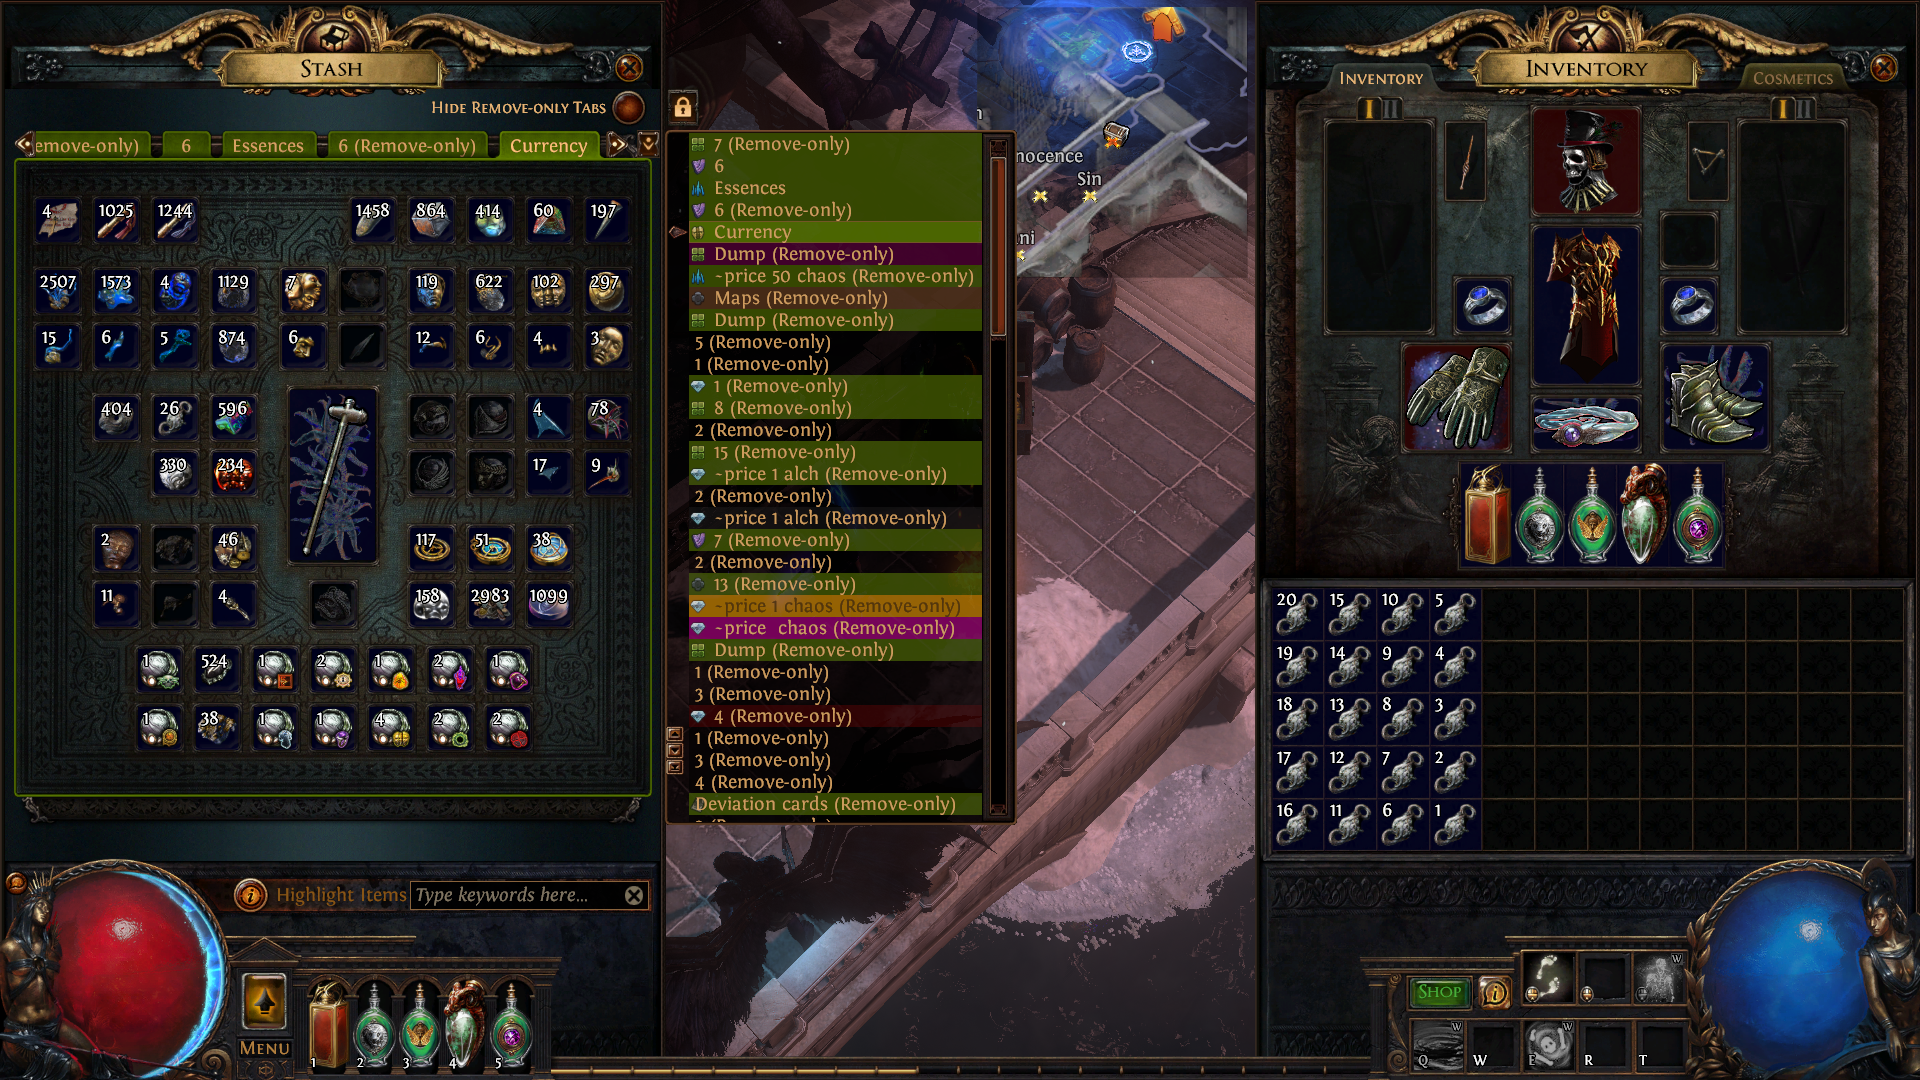 STASH
HIDE REMOVE-ONLY TABS
emove-only)
6
Essences
6 (Remove-only)
Currency
4 1025 1244 1458 864 414 60 197
2507 1573 4 1129 7 119 622 102 297
15 6 5 874 6 12 6 4 3
404 26 596 4 78
330 234 17 9
2 46 117 51 38
11 4 158 2983 1099
1 524 1 2 1 2 1
1 38 1 1 4 2 2
Highlight Items Type keywords here...
MENU
1 2 3 4 5
7 (Remove-only)
6
Essences
6 (Remove-only)
Currency
Dump (Remove-only)
~price 50 chaos (Remove-only)
Maps (Remove-only)
Dump (Remove-only)
5 (Remove-only)
1 (Remove-only)
1 (Remove-only)
8 (Remove-only)
2 (Remove-only)
15 (Remove-only)
~price 1 alch (Remove-only)
2 (Remove-only)
~price 1 alch (Remove-only)
7 (Remove-only)
2 (Remove-only)
13 (Remove-only)
~price 1 chaos (Remove-only)
~price  chaos (Remove-only)
Dump (Remove-only)
1 (Remove-only)
3 (Remove-only)
4 (Remove-only)
1 (Remove-only)
3 (Remove-only)
4 (Remove-only)
Deviation cards (Remove-only)
nocence
Sin
ni
INVENTORY
INVENTORY
COSMETICS
I II
I II
20 15 10 5
19 14 9 4
18 13 8 3
17 12 7 2
16 11 6 1
SHOP
W
W W
Q W E R T